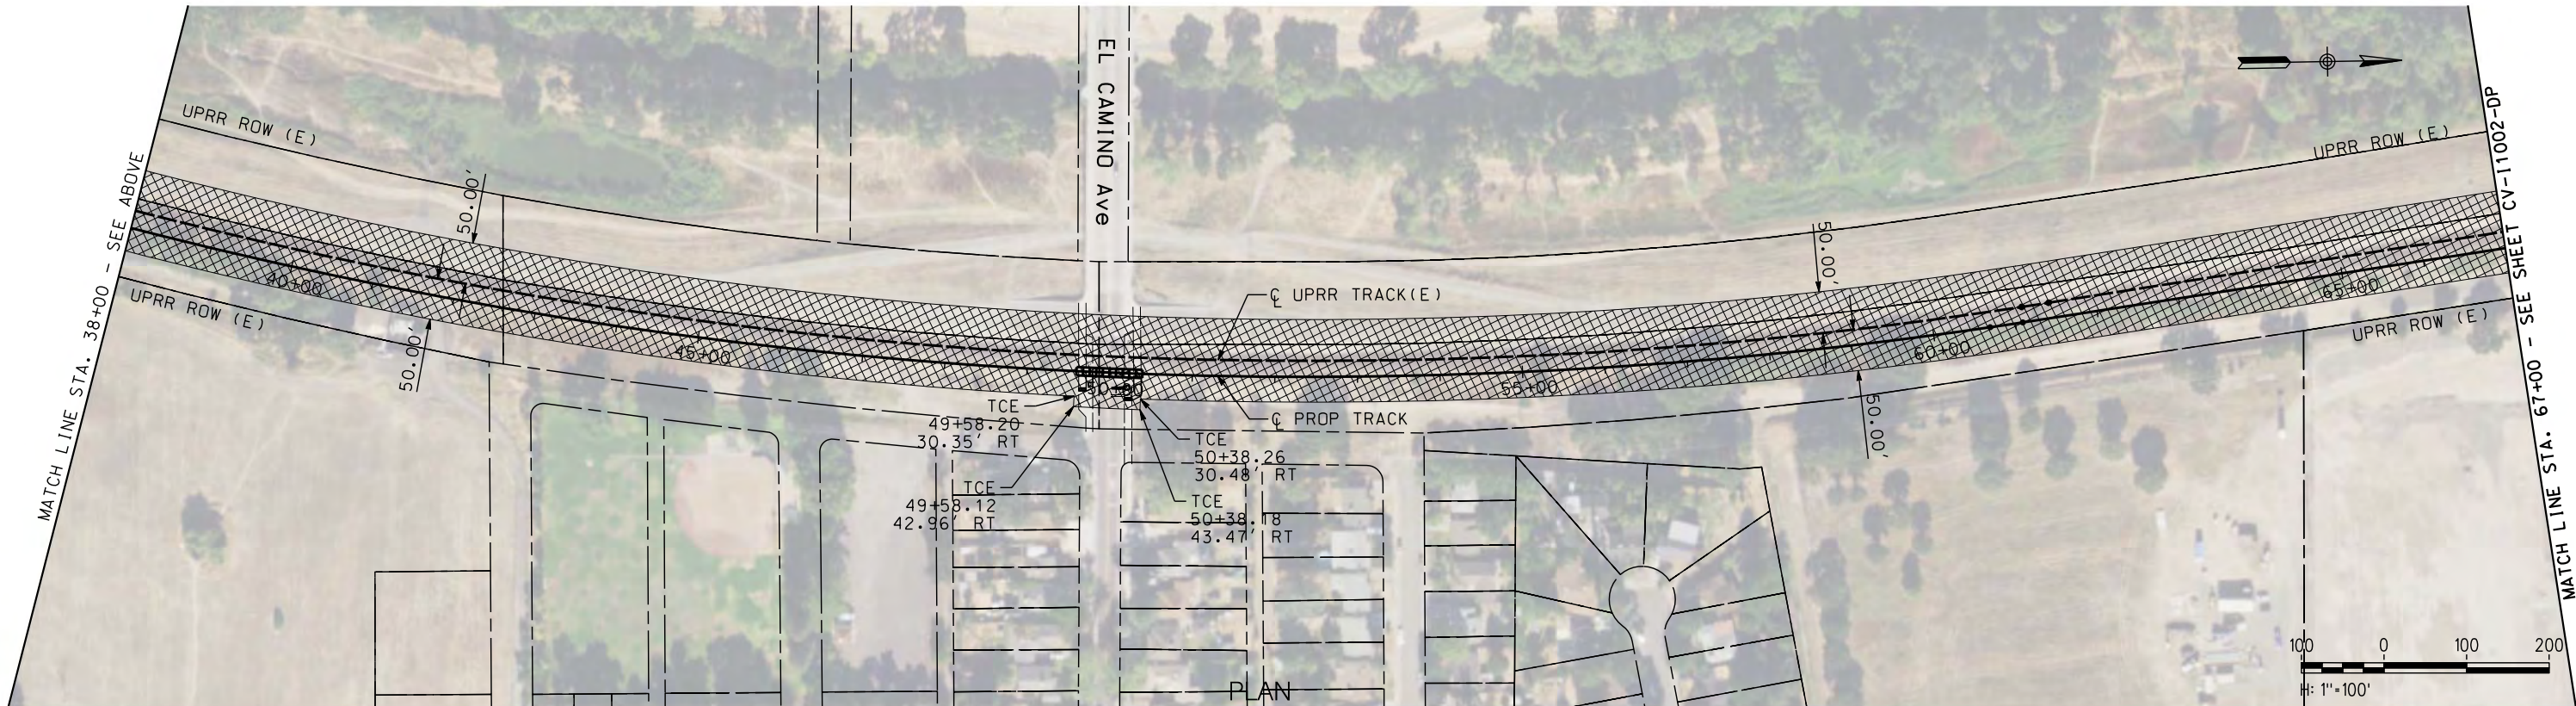 EL CAMINO Ave
UPRR ROW (E)
UPRR ROW (E)
MATCH LINE STA. 38+00 - SEE ABOVE
MATCH LINE STA. 67+00 - SEE SHEET CV-T1002-DP
50.00'
50.00'
40+00
UPRR ROW (E)
50.00'
45+00
℄ UPRR TRACK(E)
65+00
60+00
UPRR ROW (E)
55+00
50+00
℄ PROP TRACK
50.00'
TCE
49+58.20
30.35' RT
TCE
50+38.26
30.48' RT
TCE
49+58.12
42.96' RT
TCE
50+38.18
43.47' RT
100 0 100 200
H: 1"=100'
PLAN